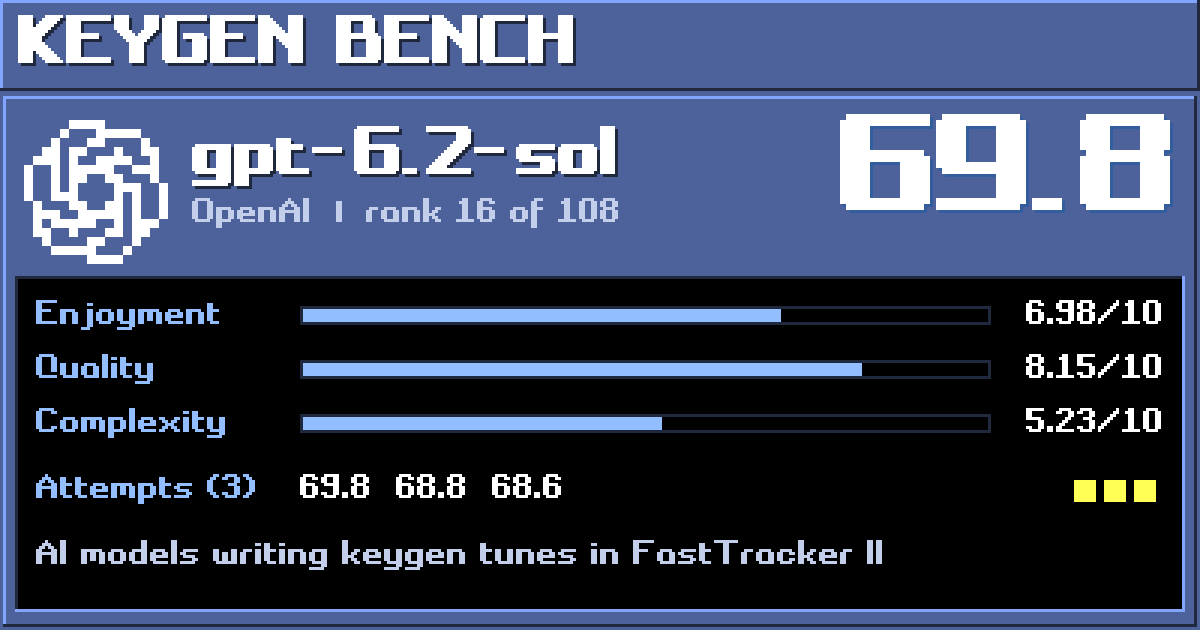 KEYGEN BENCH
gpt-6.2-sol
69.8
OpenAI | rank 16 of 108
Enjoyment 6.98/10
Quality 8.15/10
Complexity 5.23/10
Attempts (3) 69.8 68.8 68.6
AI models writing keygen tunes in FastTracker II